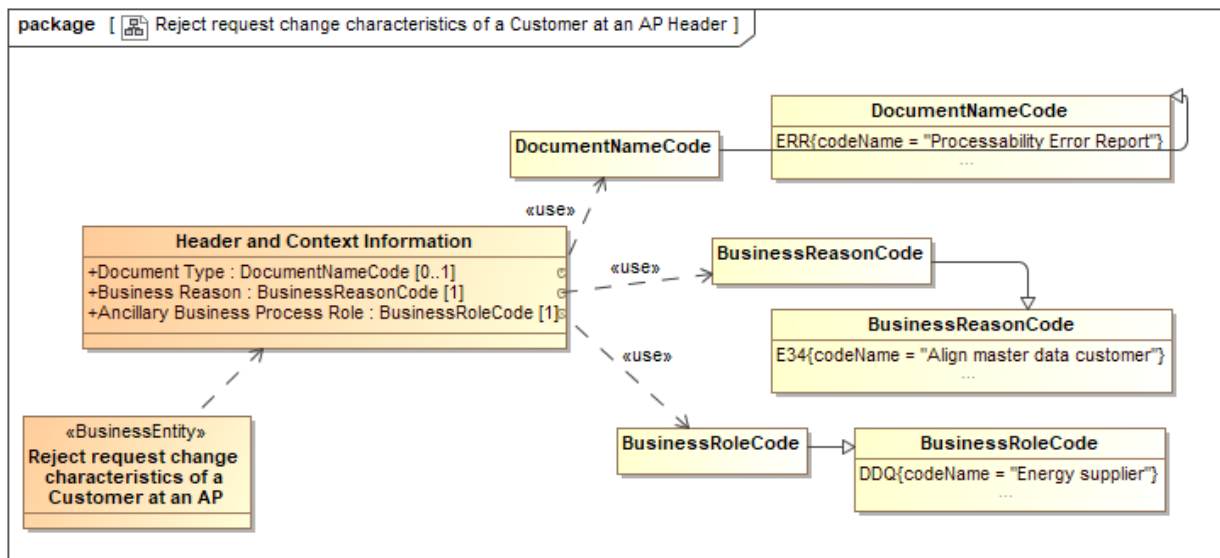 package [ Reject request change characteristics of a Customer at an AP Header ]
DocumentNameCode
DocumentNameCode
ERR{codeName = "Processability Error Report"}
...
«use»
Header and Context Information
+Document Type : DocumentNameCode [0..1]
+Business Reason : BusinessReasonCode [1]
+Ancillary Business Process Role : BusinessRoleCode [1]
«use»
BusinessReasonCode
BusinessReasonCode
E34{codeName = "Align master data customer"}
...
«use»
«BusinessEntity»
Reject request change
characteristics of a
Customer at an AP
BusinessRoleCode
BusinessRoleCode
DDQ{codeName = "Energy supplier"}
...